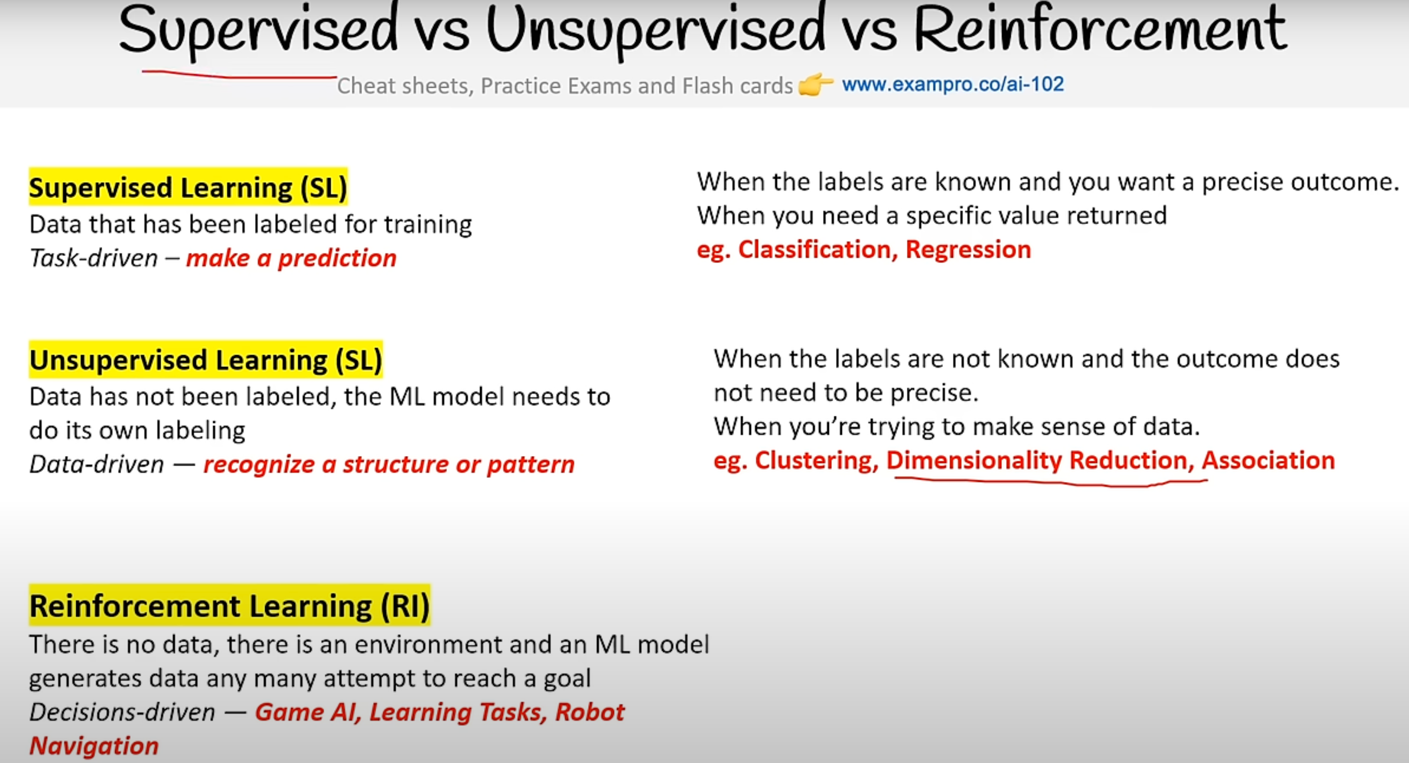 Supervised vs Unsupervised vs Reinforcement
Cheat sheets, Practice Exams and Flash cards 👉 www.exampro.co/ai-102
Supervised Learning (SL)
Data that has been labeled for training
Task-driven – make a prediction
When the labels are known and you want a precise outcome.
When you need a specific value returned
eg. Classification, Regression
Unsupervised Learning (SL)
Data has not been labeled, the ML model needs to
do its own labeling
Data-driven — recognize a structure or pattern
When the labels are not known and the outcome does
not need to be precise.
When you’re trying to make sense of data.
eg. Clustering, Dimensionality Reduction, Association
Reinforcement Learning (RI)
There is no data, there is an environment and an ML model
generates data any many attempt to reach a goal
Decisions-driven — Game AI, Learning Tasks, Robot
Navigation